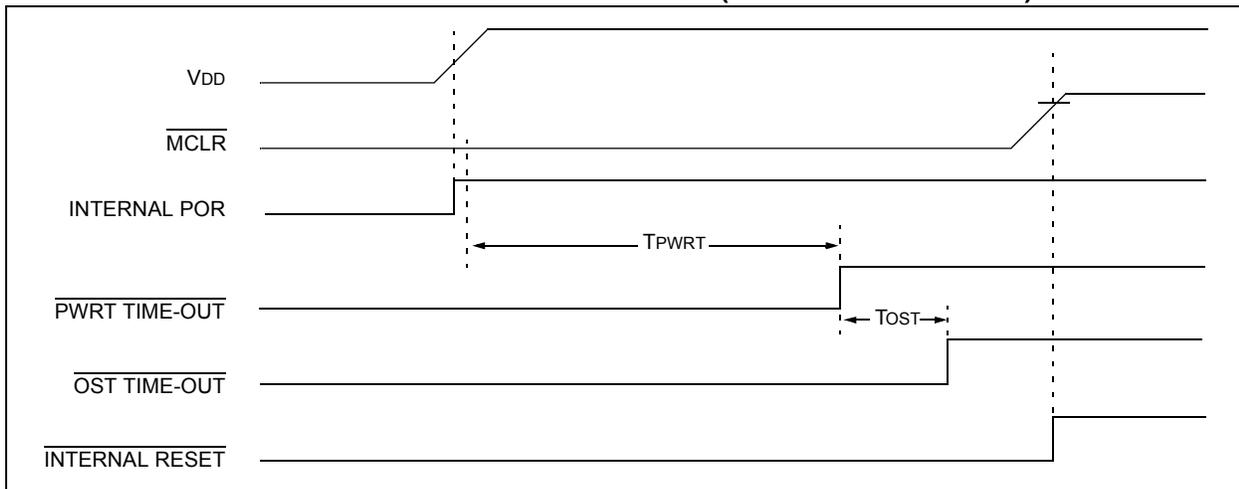 VDD
MCLR
INTERNAL POR
TPWRT
PWRT TIME-OUT
TOST
OST TIME-OUT
INTERNAL RESET